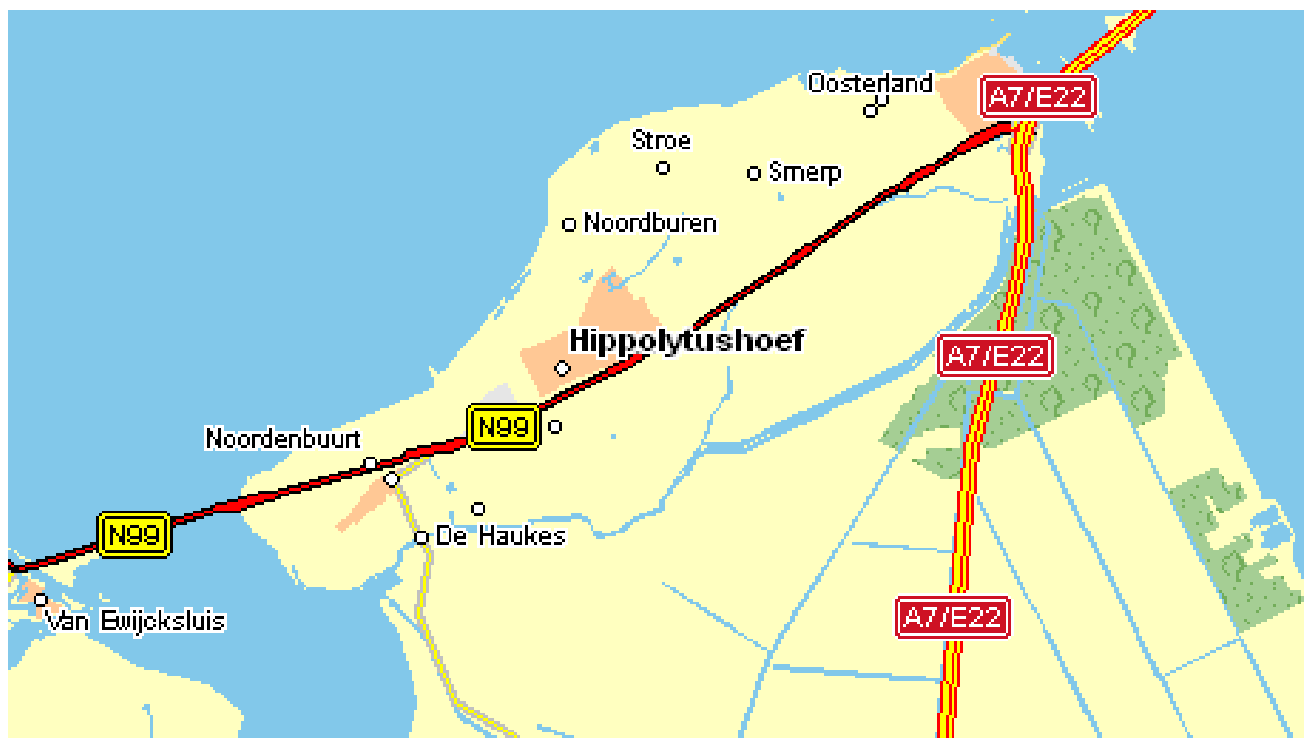 Oosterland
A7/E22
Stroe
Smerp
Noordburen
Hippolytushoef
A7/E22
N99
Noordenbuurt
N99
De Haukes
A7/E22
Van Ewijcksluis